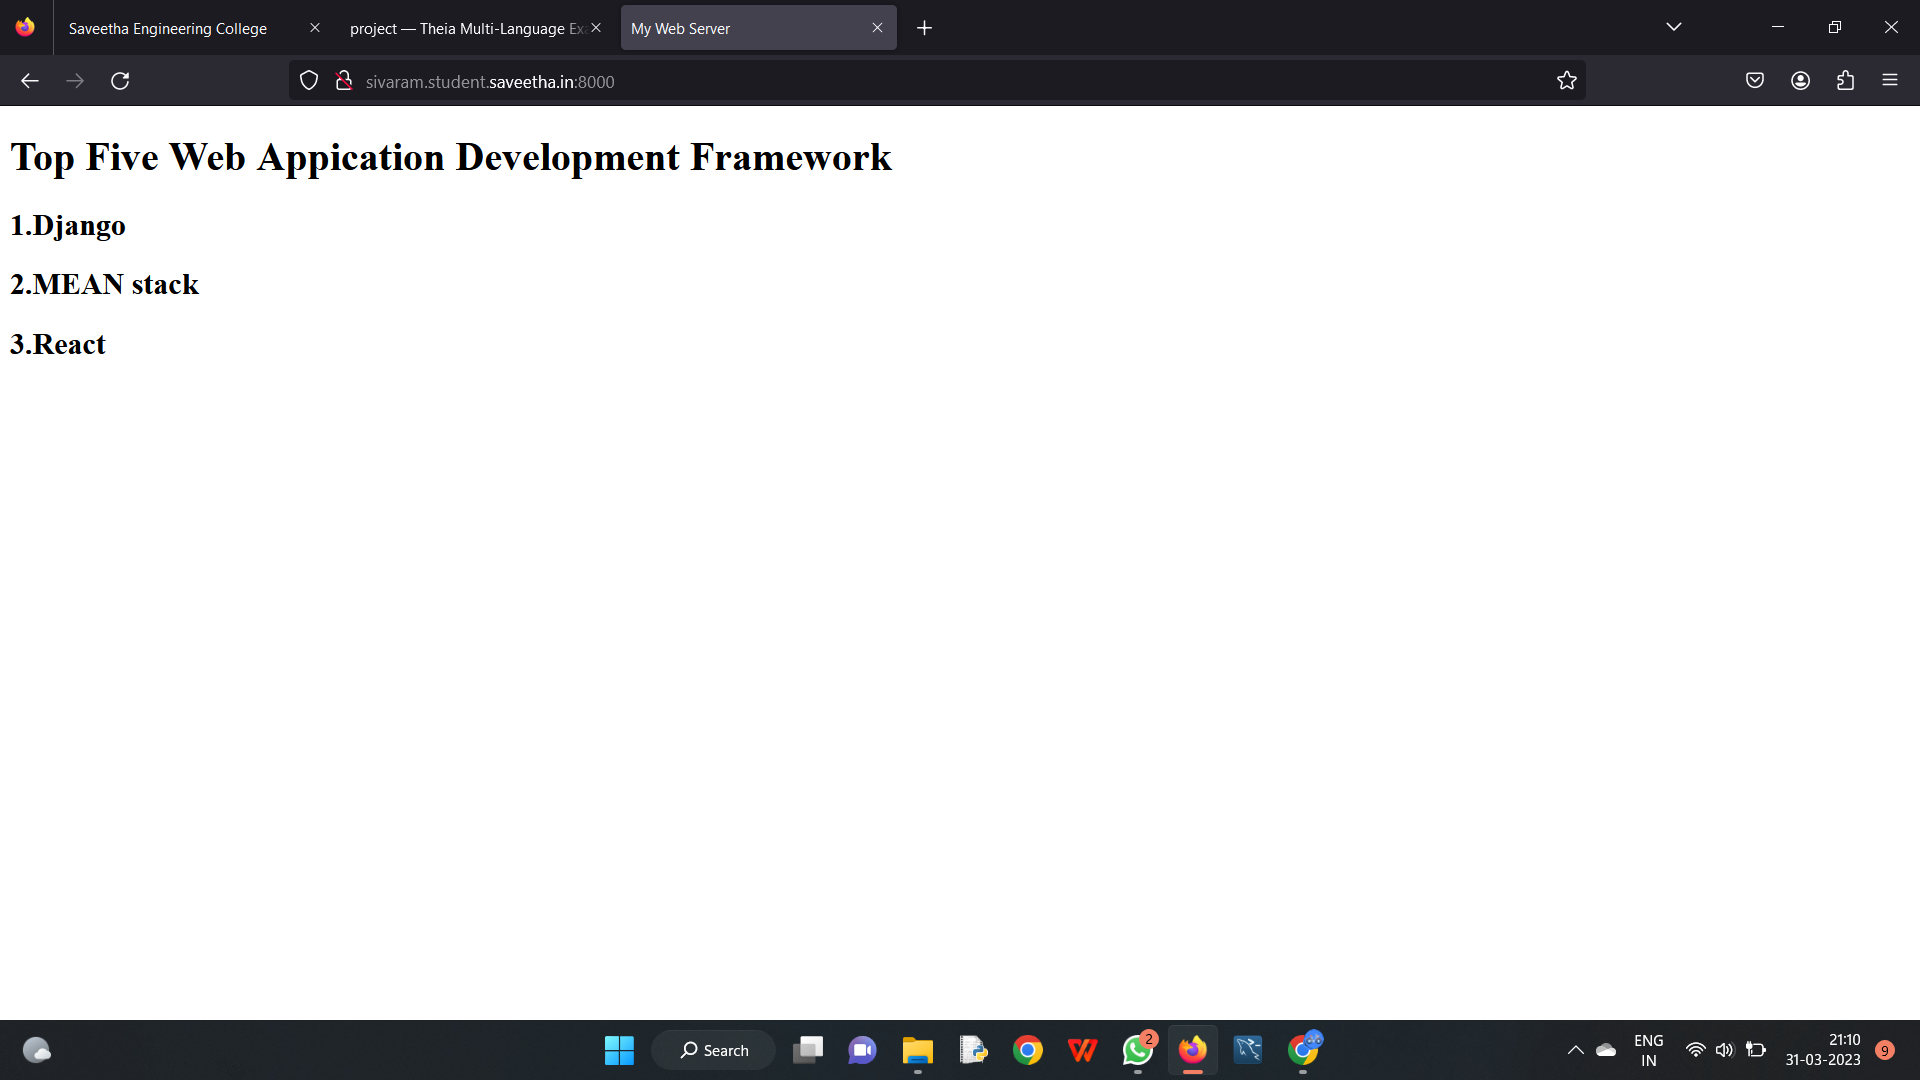 Saveetha Engineering College
project — Theia Multi-Language Exa
My Web Server
sivaram.student.saveetha.in:8000
Top Five Web Appication Development Framework
1.Django
2.MEAN stack
3.React
Search
2
ENG
IN
21:10
31-03-2023
9